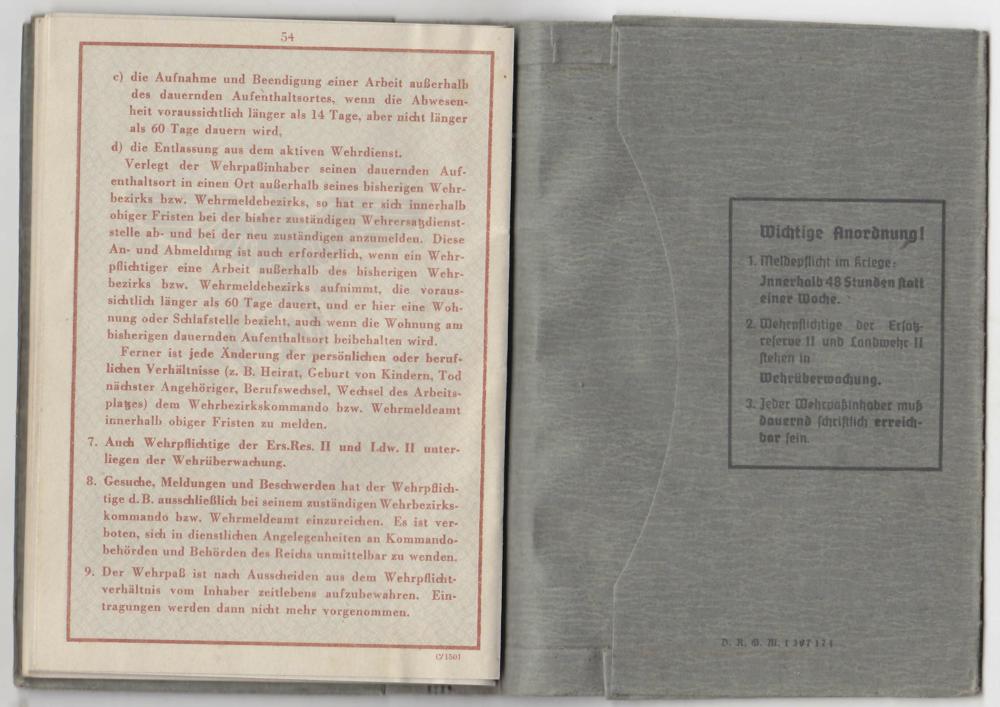 54
c) die Aufnahme und Beendigung einer Arbeit außerhalb
des dauernden Aufenthaltsortes, wenn die Abwesen-
heit voraussichtlich länger als 14 Tage, aber nicht länger
als 60 Tage dauern wird,
d) die Entlassung aus dem aktiven Wehrdienst.
Verlegt der Wehrpaßinhaber seinen dauernden Auf-
enthaltsort in einen Ort außerhalb seines bisherigen Wehr-
bezirks bzw. Wehrmeldebezirks, so hat er sich innerhalb
obiger Fristen bei der bisher zuständigen Wehrersatzdienst-
stelle ab- und bei der neu zuständigen anzumelden. Diese
An- und Abmeldung ist auch erforderlich, wenn ein Wehr-
pflichtiger eine Arbeit außerhalb des bisherigen Wehr-
bezirks bzw. Wehrmeldebezirks aufnimmt, die voraus-
sichtlich länger als 60 Tage dauert, und er hier eine Woh-
nung oder Schlafstelle bezieht, auch wenn die Wohnung am
bisherigen dauernden Aufenthaltsort beibehalten wird.
Ferner ist jede Änderung der persönlichen oder beruf-
lichen Verhältnisse (z. B. Heirat, Geburt von Kindern, Tod
nächster Angehöriger, Berufswechsel, Wechsel des Arbeits-
platzes) dem Wehrbezirkskommando bzw. Wehrmeldeamt
innerhalb obiger Fristen zu melden.
7. Auch Wehrpflichtige der Ers.Res. II und Ldw. II unter-
liegen der Wehrüberwachung.
8. Gesuche, Meldungen und Beschwerden hat der Wehrpflich-
tige d. B. ausschließlich bei seinem zuständigen Wehrbezirks-
kommando bzw. Wehrmeldeamt einzureichen. Es ist ver-
boten, sich in dienstlichen Angelegenheiten an Kommando-
behörden und Behörden des Reichs unmittelbar zu wenden.
9. Der Wehrpaß ist nach Ausscheiden aus dem Wehrpflicht-
verhältnis vom Inhaber zeitlebens aufzubewahren. Ein-
tragungen werden dann nicht mehr vorgenommen.
C/1501
Wichtige Anordnung!
1. Meldepflicht im Kriege:
Innerhalb 48 Stunden statt
einer Woche.
2. Wehrpflichtige der Ersatz-
reserve II und Landwehr II
stehen in
Wehrüberwachung.
3. Jeder Wehrpaßinhaber muß
dauernd schriftlich erreich-
bar sein.
D. R. G. M. 1 397 174